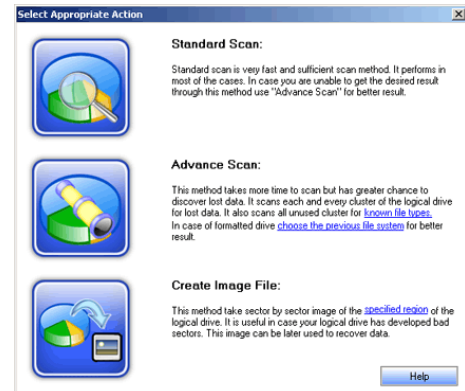 Select Appropriate Action
Standard Scan:
Standard scan is very fast and sufficient scan method. It performs in
most of the cases. In case you are unable to get the desired result
through this method use "Advance Scan" for better result.
Advance Scan:
This method takes more time to scan but has greater chance to
discover lost data. It scans each and every cluster of the logical drive
for lost data. It also scans all unused cluster for known file types.
In case of formatted drive choose the previous file system for better
result.
Create Image File:
This method take sector by sector image of the specified region of the
logical drive. It is useful in case your logical drive has developed bad
sectors. This image can be later used to recover data.
Help